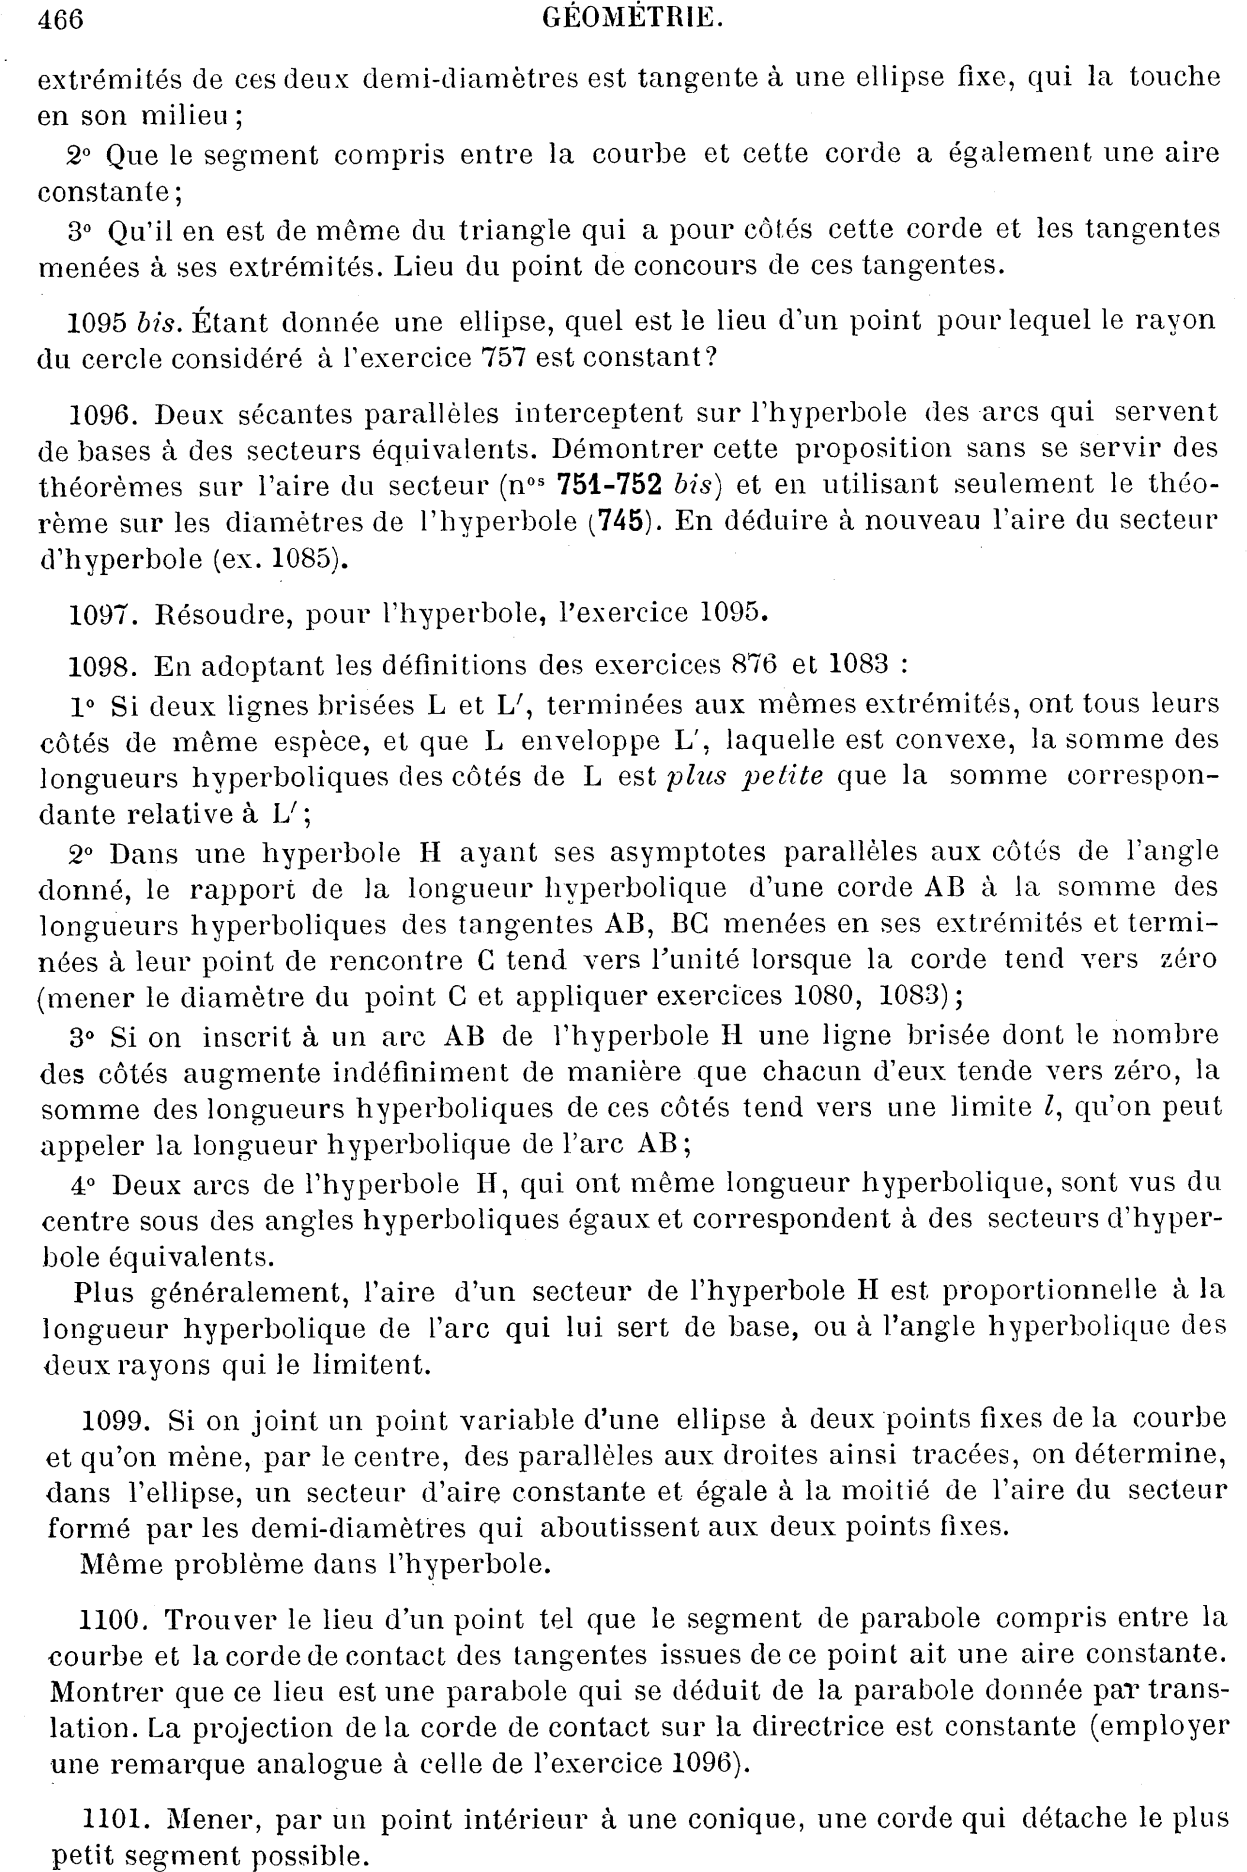 466 GÉOMÉTRIE.
extrémités de ces deux demi-diamètres est tangente à une ellipse fixe, qui la touche
en son milieu ;
2° Que le segment compris entre la courbe et cette corde a également une aire
constante ;
3° Qu'il en est de même du triangle qui a pour côtés cette corde et les tangentes
menées à ses extrémités. Lieu du point de concours de ces tangentes.
1095 bis. Étant donnée une ellipse, quel est le lieu d'un point pour lequel le rayon
du cercle considéré à l'exercice 757 est constant?
1096. Deux sécantes parallèles interceptent sur l'hyperbole des arcs qui servent
de bases à des secteurs équivalents. Démontrer cette proposition sans se servir des
théorèmes sur l'aire du secteur (nos 751-752 bis) et en utilisant seulement le théo-
rème sur les diamètres de l'hyperbole (745). En déduire à nouveau l'aire du secteur
d'hyperbole (ex. 1085).
1097. Résoudre, pour l'hyperbole, l'exercice 1095.
1098. En adoptant les définitions des exercices 876 et 1083 :
1° Si deux lignes brisées L et L', terminées aux mêmes extrémités, ont tous leurs
côtés de même espèce, et que L enveloppe L', laquelle est convexe, la somme des
longueurs hyperboliques des côtés de L est plus petite que la somme correspon-
dante relative à L' ;
2° Dans une hyperbole H ayant ses asymptotes parallèles aux côtés de l'angle
donné, le rapport de la longueur hyperbolique d'une corde AB à la somme des
longueurs hyperboliques des tangentes AB, BC menées en ses extrémités et termi-
nées à leur point de rencontre C tend vers l'unité lorsque la corde tend vers zéro
(mener le diamètre du point C et appliquer exercices 1080, 1083) ;
3° Si on inscrit à un arc AB de l'hyperbole H une ligne brisée dont le nombre
des côtés augmente indéfiniment de manière que chacun d'eux tende vers zéro, la
somme des longueurs hyperboliques de ces côtés tend vers une limite l, qu'on peut
appeler la longueur hyperbolique de l'arc AB ;
4° Deux arcs de l'hyperbole H, qui ont même longueur hyperbolique, sont vus du
centre sous des angles hyperboliques égaux et correspondent à des secteurs d'hyper-
bole équivalents.
Plus généralement, l'aire d'un secteur de l'hyperbole H est proportionnelle à la
longueur hyperbolique de l'arc qui lui sert de base, ou à l'angle hyperbolique des
deux rayons qui le limitent.
1099. Si on joint un point variable d'une ellipse à deux points fixes de la courbe
et qu'on mène, par le centre, des parallèles aux droites ainsi tracées, on détermine,
dans l'ellipse, un secteur d'aire constante et égale à la moitié de l'aire du secteur
formé par les demi-diamètres qui aboutissent aux deux points fixes.
Même problème dans l'hyperbole.
1100. Trouver le lieu d'un point tel que le segment de parabole compris entre la
courbe et la corde de contact des tangentes issues de ce point ait une aire constante.
Montrer que ce lieu est une parabole qui se déduit de la parabole donnée par trans-
lation. La projection de la corde de contact sur la directrice est constante (employer
une remarque analogue à celle de l'exercice 1096).
1101. Mener, par un point intérieur à une conique, une corde qui détache le plus
petit segment possible.